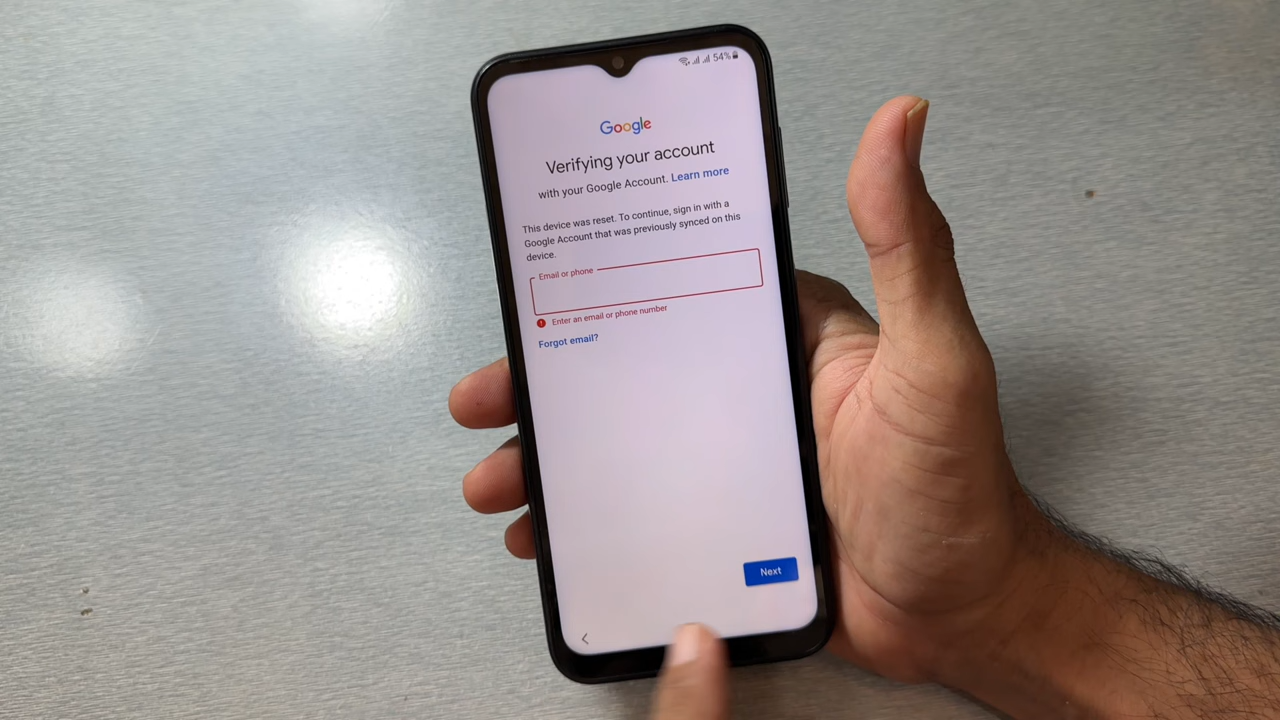 54%
Google
Verifying your account
with your Google Account. Learn more
This device was reset. To continue, sign in with a
Google Account that was previously synced on this
device.
Email or phone
Enter an email or phone number
Forgot email?
Next